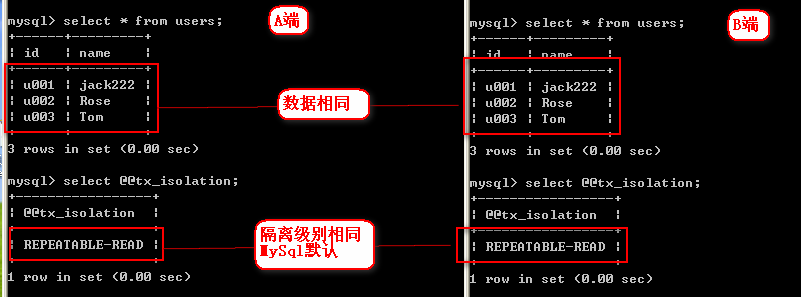 A端
mysql> select * from users;
| id | name |
| u001 | jack222 |
| u002 | Rose |
| u003 | Tom |
3 rows in set (0.00 sec)
mysql> select @@tx_isolation;
| @@tx_isolation |
| REPEATABLE-READ |
1 row in set (0.00 sec)
数据相同
隔离级别相同
MySql默认
B端
mysql> select * from users;
| id | name |
| u001 | jack222 |
| u002 | Rose |
| u003 | Tom |
3 rows in set (0.00 sec)
mysql> select @@tx_isolation;
| @@tx_isolation |
| REPEATABLE-READ |
1 row in set (0.00 sec)